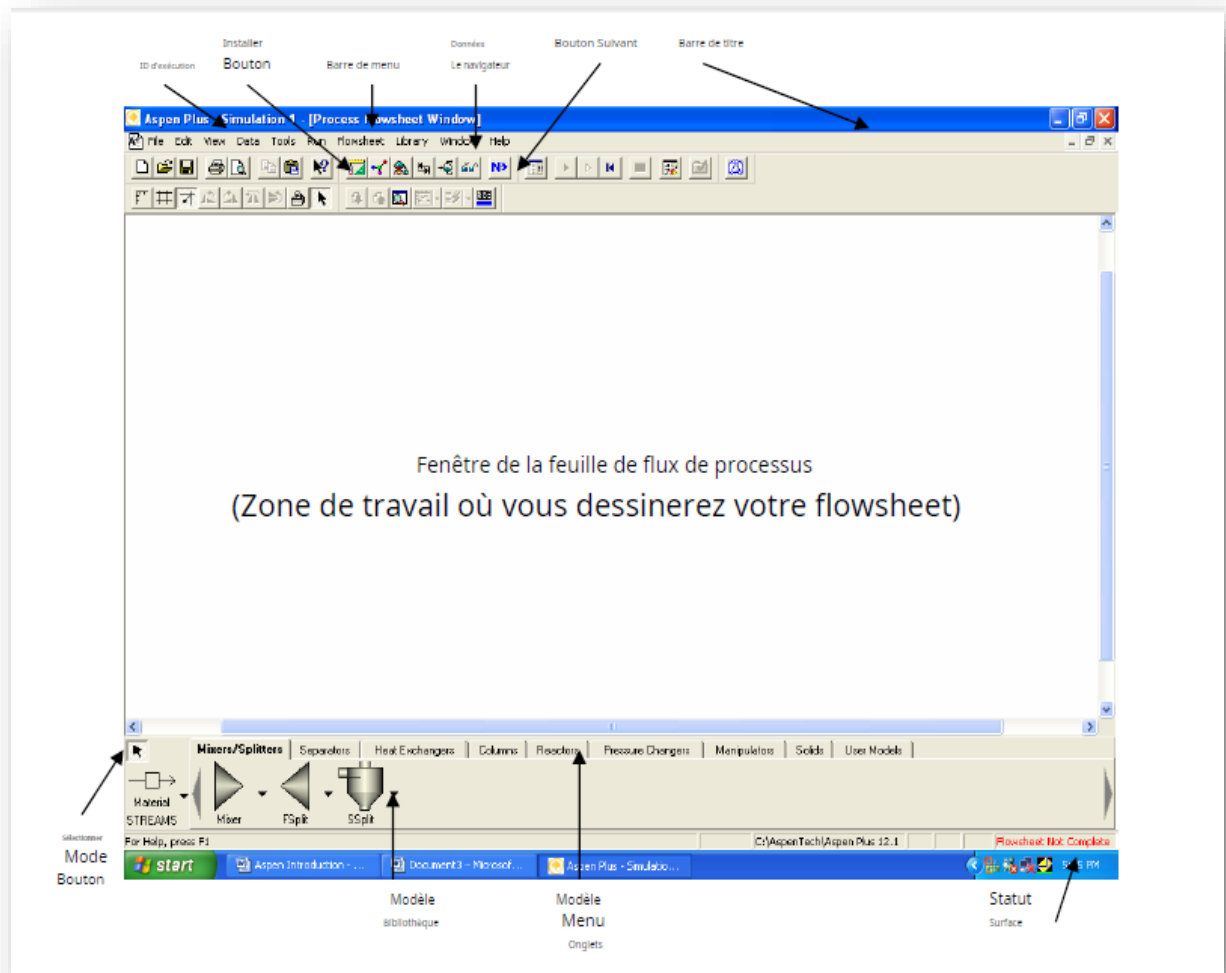 Installer
Données
Bouton Suivant
Barre de titre
ID d'exécution
Bouton
Barre de menu
Le navigateur
Aspen Plus - Simulation 1 - [Process Flowsheet Window]
File Edit View Data Tools Run Flowsheet Library Window Help
N>
Fenêtre de la feuille de flux de processus
(Zone de travail où vous dessinerez votre flowsheet)
Mixers/Splitters Separators Heat Exchangers Columns Reactors Pressure Changers Manipulators Solids User Models
Material
STREAMS
Mixer
FSplit
SSplit
For Help, press F1
C:\AspenTech\Aspen Plus 12.1
Flowsheet Not Complete
start
Aspen Introduction - ...
Document3 - Microsof...
Aspen Plus - Simulatio...
PM
Sélectionner
Mode
Bouton
Modèle
Bibliothèque
Modèle
Menu
Onglets
Statut
Surface